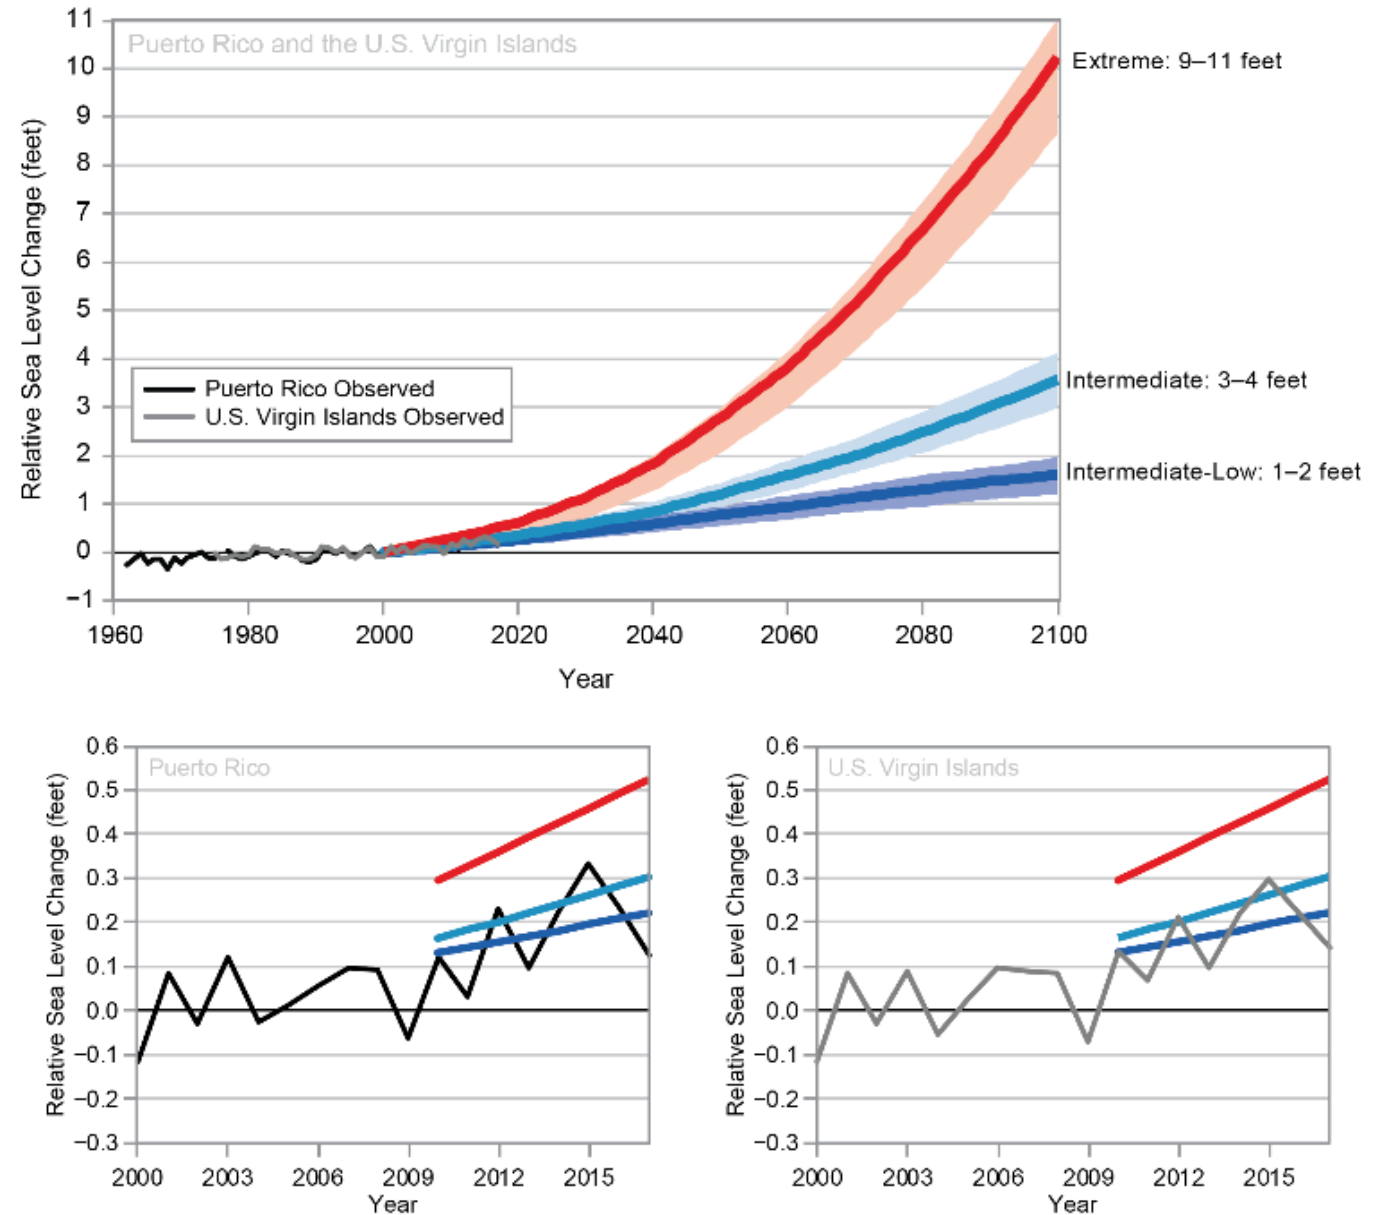 11
Puerto Rico and the U.S. Virgin Islands
10
Extreme: 9–11 feet
9
8
7
6
5
4
3
2
1
0
−1
Relative Sea Level Change (feet)
Intermediate: 3–4 feet
Intermediate-Low: 1–2 feet
Puerto Rico Observed
U.S. Virgin Islands Observed
1960 1980 2000 2020 2040 2060 2080 2100
Year
Puerto Rico
Relative Sea Level Change (feet)
0.6
0.5
0.4
0.3
0.2
0.1
0.0
−0.1
−0.2
−0.3
2000 2003 2006 2009 2012 2015
Year
U.S. Virgin Islands
Relative Sea Level Change (feet)
0.6
0.5
0.4
0.3
0.2
0.1
0.0
−0.1
−0.2
−0.3
2000 2003 2006 2009 2012 2015
Year